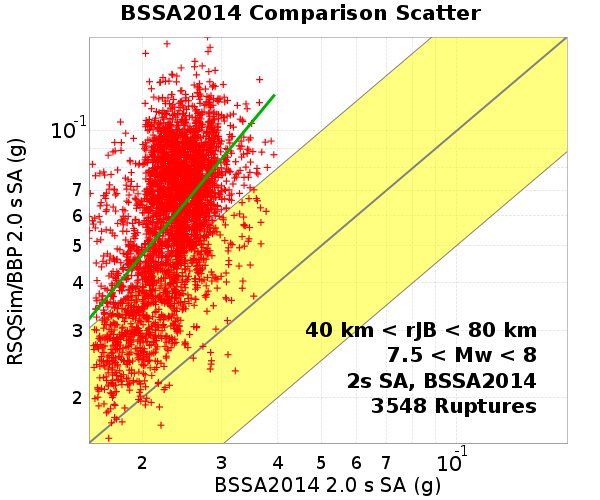 BSSA2014 Comparison Scatter
RSQSim/BBP 2.0 s SA (g)
10-1
7
6
5
4
3
2
40 km < rJB < 80 km
7.5 < Mw < 8
2s SA, BSSA2014
3548 Ruptures
2 3 4 5 6 7 10-1
BSSA2014 2.0 s SA (g)